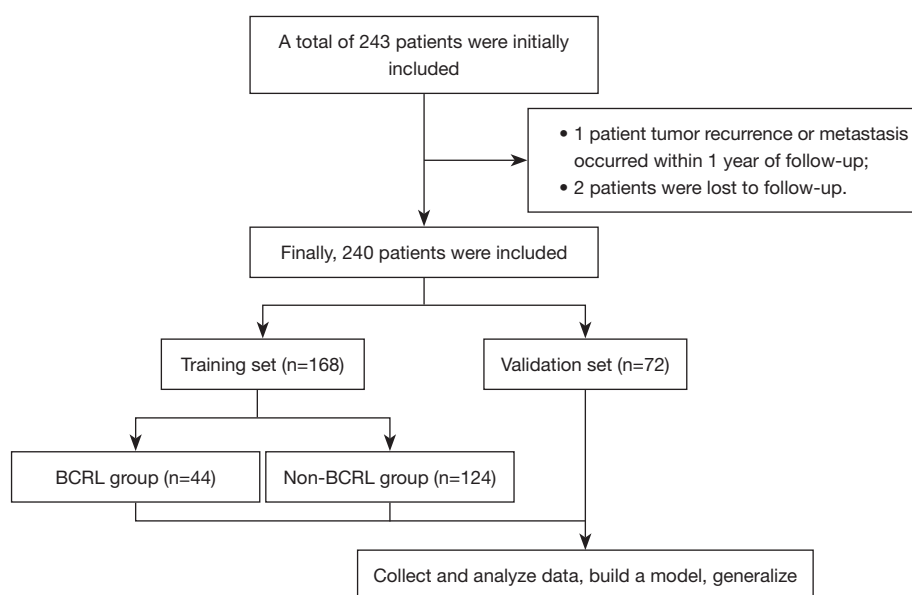 A total of 243 patients were initially
included
• 1 patient tumor recurrence or metastasis
occurred within 1 year of follow-up;
• 2 patients were lost to follow-up.
Finally, 240 patients were included
Training set (n=168)
Validation set (n=72)
BCRL group (n=44)
Non-BCRL group (n=124)
Collect and analyze data, build a model, generalize